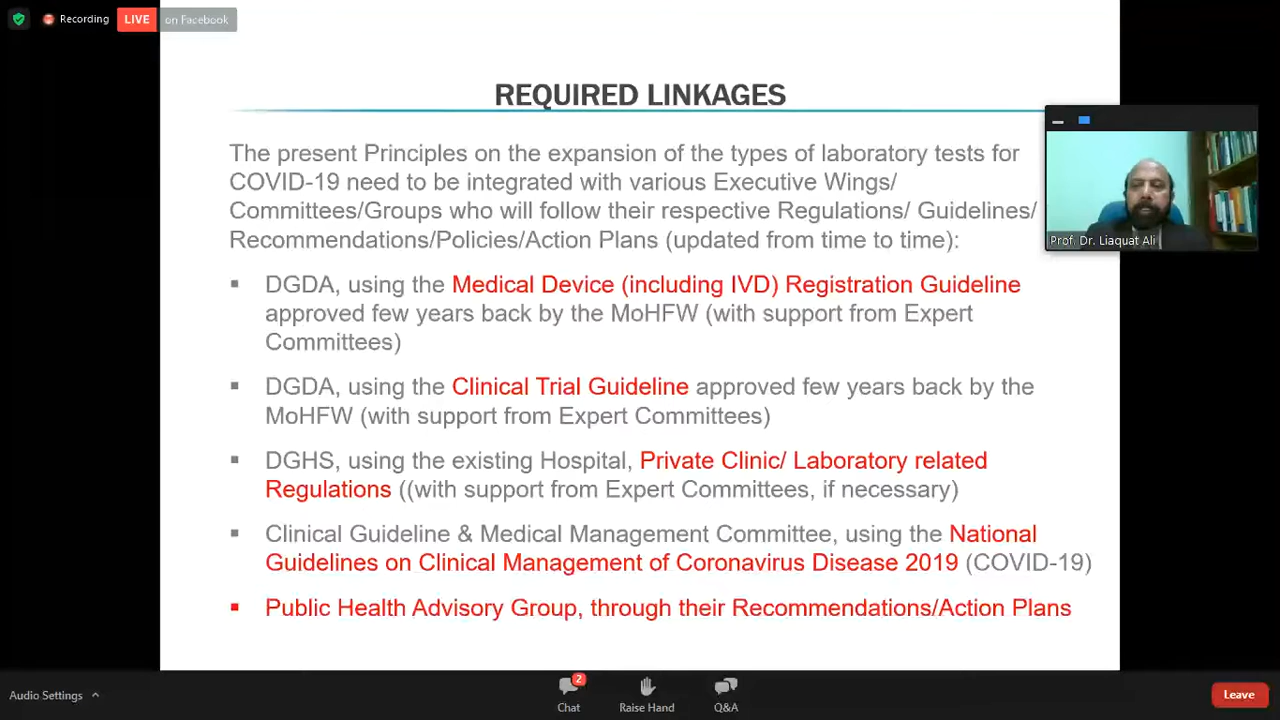 Recording
LIVE on Facebook
REQUIRED LINKAGES
The present Principles on the expansion of the types of laboratory tests for
COVID-19 need to be integrated with various Executive Wings/
Committees/Groups who will follow their respective Regulations/ Guidelines/
Recommendations/Policies/Action Plans (updated from time to time):
▪ DGDA, using the Medical Device (including IVD) Registration Guideline
approved few years back by the MoHFW (with support from Expert
Committees)
▪ DGDA, using the Clinical Trial Guideline approved few years back by the
MoHFW (with support from Expert Committees)
▪ DGHS, using the existing Hospital, Private Clinic/ Laboratory related
Regulations ((with support from Expert Committees, if necessary)
▪ Clinical Guideline & Medical Management Committee, using the National
Guidelines on Clinical Management of Coronavirus Disease 2019 (COVID-19)
▪ Public Health Advisory Group, through their Recommendations/Action Plans
Prof. Dr. Liaquat Ali
Audio Settings
2
Chat
Raise Hand
Q&A
Leave